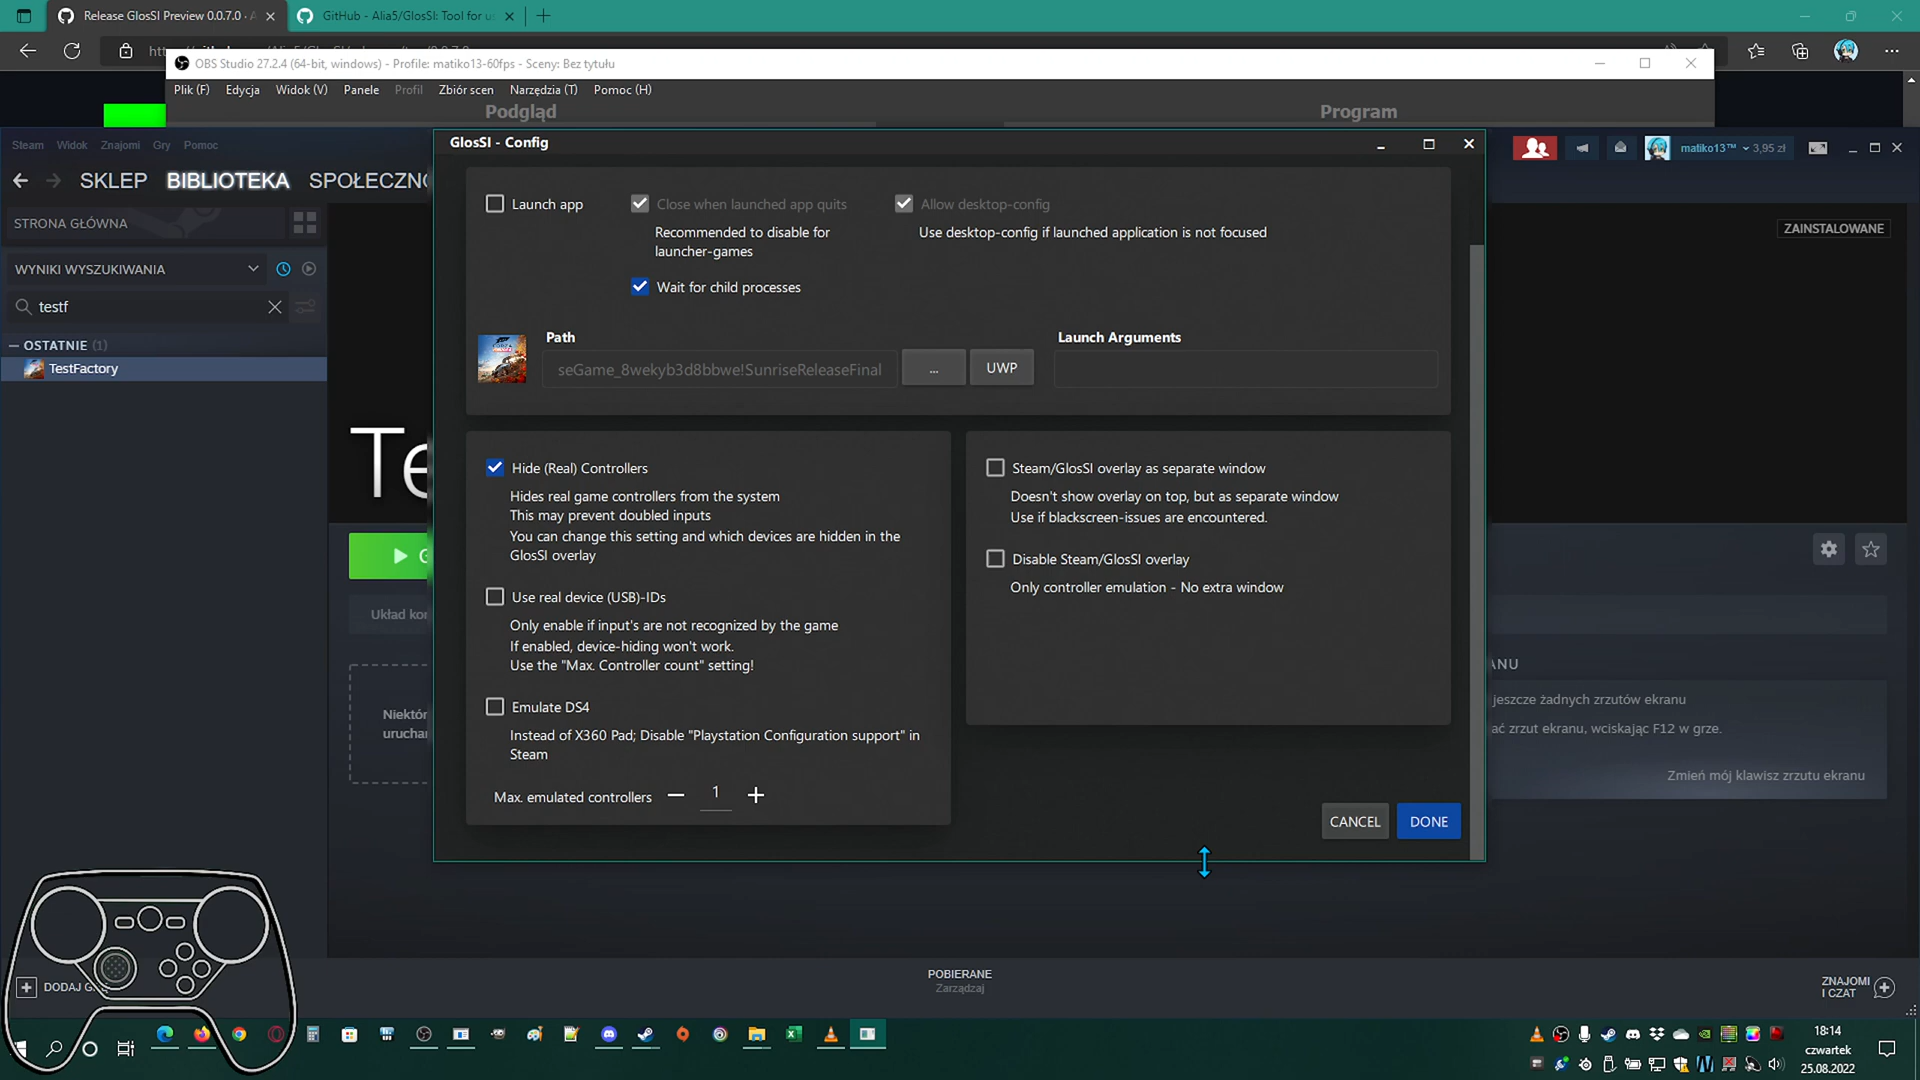 Release GlosSI Preview 0.0.7.0 · A
GitHub - Alia5/GlosSI: Tool for us
OBS Studio 27.2.4 (64-bit, windows) - Profile: matiko13-60fps - Sceny: Bez tytułu
Plik (F) Edycja Widok (V) Panele Profil Zbiór scen Narzędzia (T) Pomoc (H)
Podgląd
Program
Steam Widok Znajomi Gry Pomoc
GlosSI - Config
matiko13™ 3,95 zł
SKLEP BIBLIOTEKA SPOŁECZNO
STRONA GŁÓWNA
ZAINSTALOWANE
WYNIKI WYSZUKIWANIA
testf
OSTATNIE (1)
TestFactory
Te
Launch app
Close when launched app quits
Recommended to disable for
launcher-games
Wait for child processes
Allow desktop-config
Use desktop-config if launched application is not focused
Path
Launch Arguments
seGame_8wekyb3d8bbwe!SunriseReleaseFinal
...
UWP
Hide (Real) Controllers
Hides real game controllers from the system
This may prevent doubled inputs
You can change this setting and which devices are hidden in the
GlosSI overlay
Use real device (USB)-IDs
Only enable if input's are not recognized by the game
If enabled, device-hiding won't work.
Use the "Max. Controller count" setting!
Emulate DS4
Instead of X360 Pad; Disable "Playstation Configuration support" in
Steam
Max. emulated controllers
1
Steam/GlosSI overlay as separate window
Doesn't show overlay on top, but as separate window
Use if blackscreen-issues are encountered.
Disable Steam/GlosSI overlay
Only controller emulation - No extra window
CANCEL
DONE
G
Układ kon
Niektór
urucha
ANU
jeszcze żadnych zrzutów ekranu
ać zrzut ekranu, wciskając F12 w grze.
Zmień mój klawisz zrzutu ekranu
DODAJ G
POBIERANE
Zarządzaj
ZNAJOMI
I CZAT
18:14
czwartek
25.08.2022